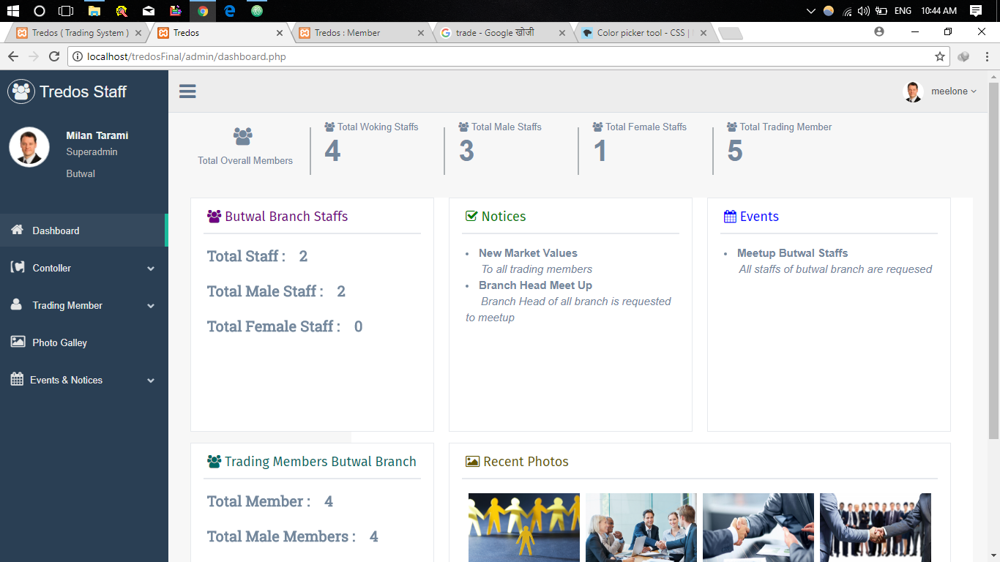 ENG 10:44 AM
Tredos ( Trading System )
Tredos
Tredos : Member
trade - Google खोजी
Color picker tool - CSS |
localhost/tredosFinal/admin/dashboard.php
Tredos Staff
meelone
Milan Tarami
Superadmin
Butwal
Dashboard
Contoller
Trading Member
Photo Galley
Events & Notices
Total Overall Members
Total Woking Staffs
4
Total Male Staffs
3
Total Female Staffs
1
Total Trading Member
5
Butwal Branch Staffs
Total Staff : 2
Total Male Staff : 2
Total Female Staff : 0
Notices
New Market Values
To all trading members
Branch Head Meet Up
Branch Head of all branch is requested
to meetup
Events
Meetup Butwal Staffs
All staffs of butwal branch are requesed
Trading Members Butwal Branch
Total Member : 4
Total Male Members : 4
Recent Photos